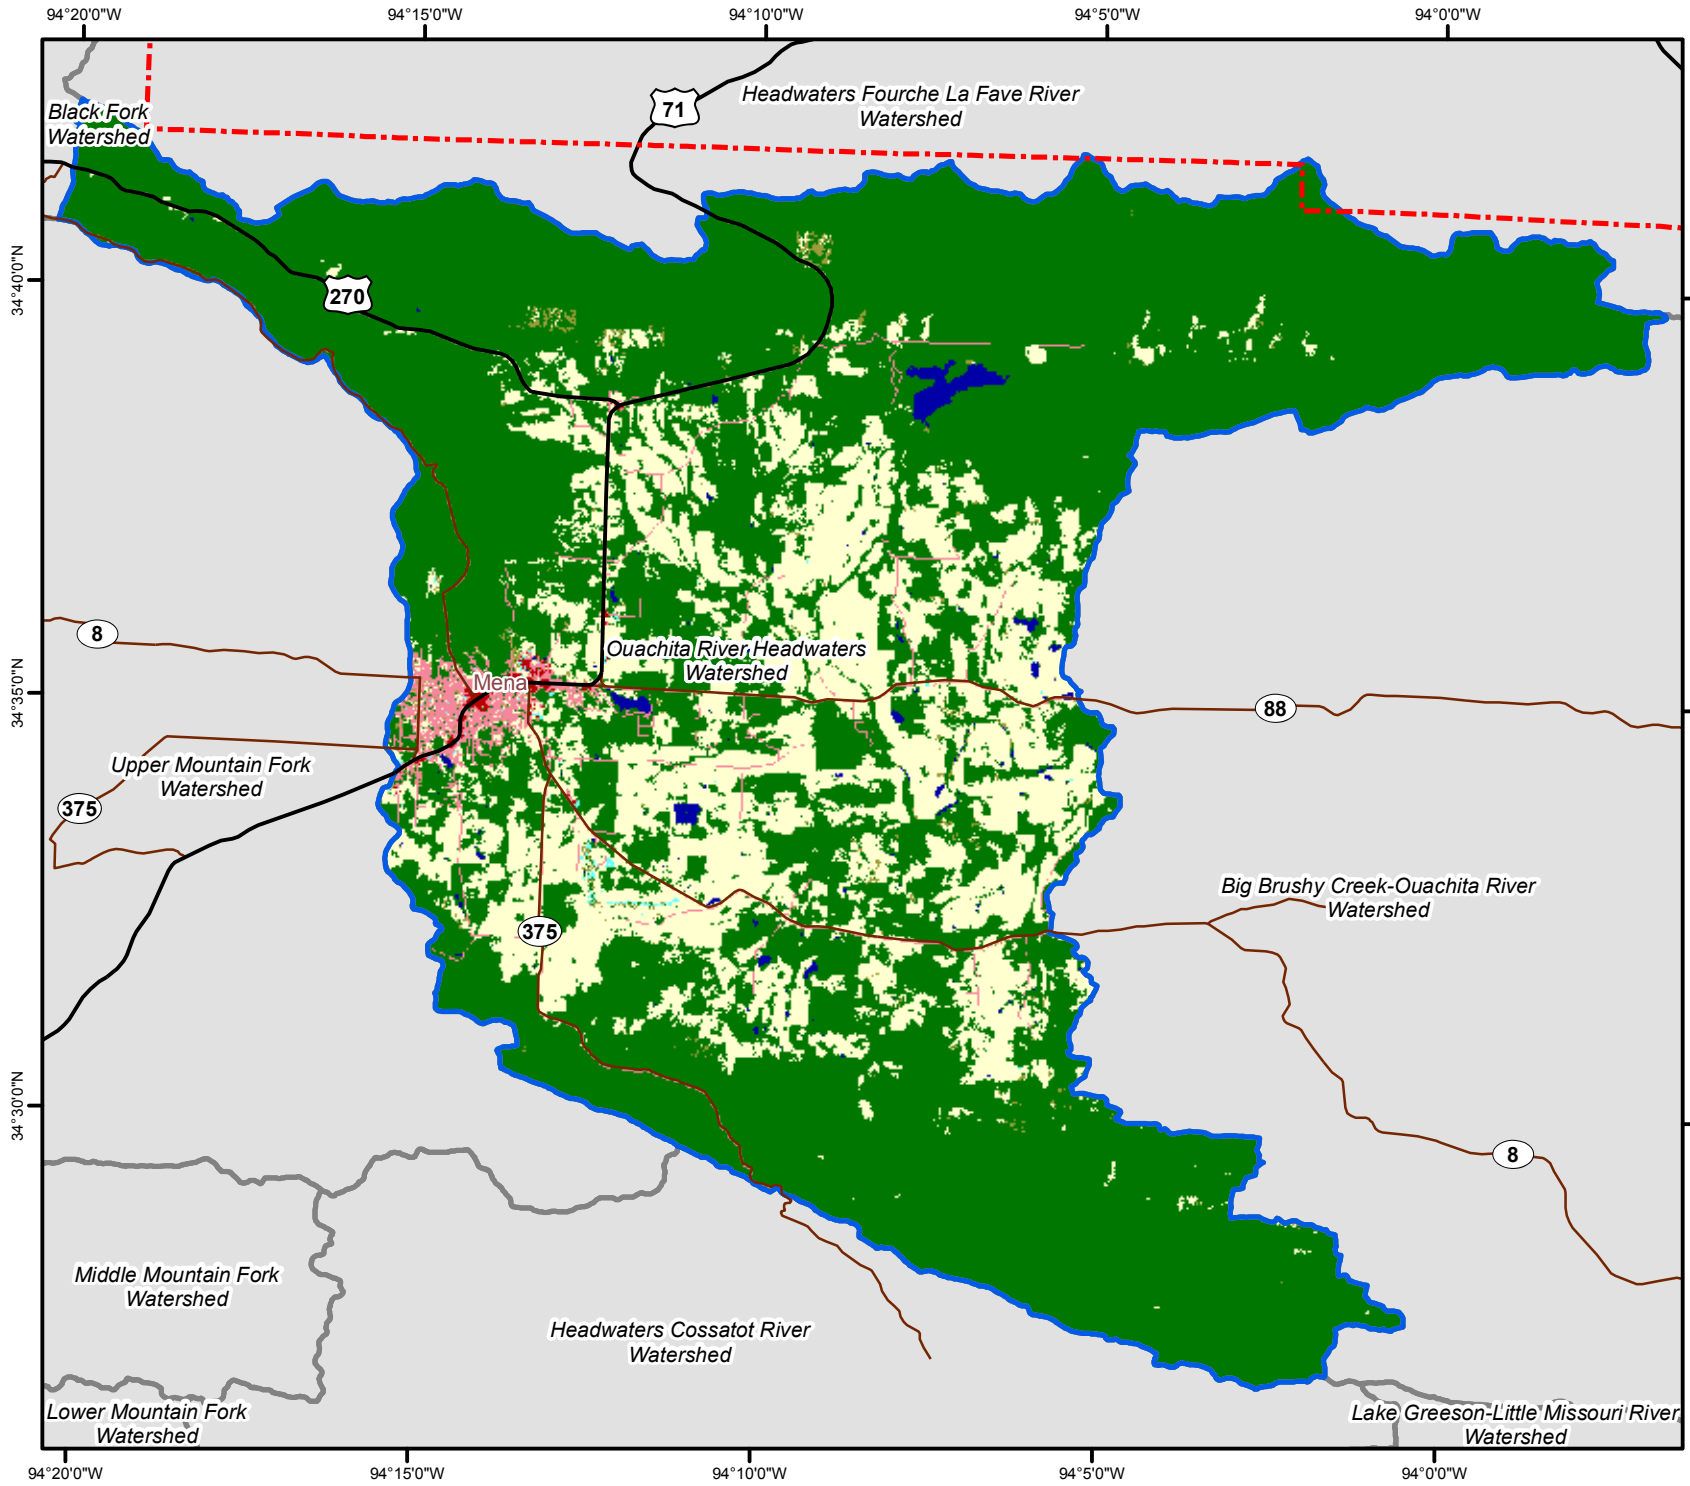 94°20'0"W
94°15'0"W
94°10'0"W
94°5'0"W
94°0'0"W
Black Fork
Watershed
71
Headwaters Fourche La Fave River
Watershed
34°40'0"N
270
8
Ouachita River Headwaters
Watershed
Mena
34°35'0"N
88
Upper Mountain Fork
Watershed
375
Big Brushy Creek-Ouachita River
Watershed
375
34°30'0"N
8
Middle Mountain Fork
Watershed
Headwaters Cossatot River
Watershed
Lower Mountain Fork
Watershed
Lake Greeson-Little Missouri River
Watershed
94°20'0"W
94°15'0"W
94°10'0"W
94°5'0"W
94°0'0"W